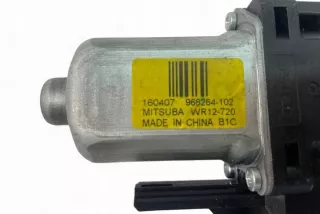 160407 966264-102
MITSUBA WR12-720
MADE IN CHINA B1C